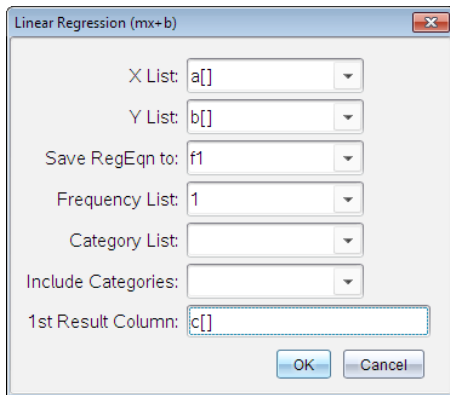 Linear Regression (mx+b)
X List: a[]
Y List: b[]
Save RegEqn to: f1
Frequency List: 1
Category List:
Include Categories:
1st Result Column: c[]
OK Cancel